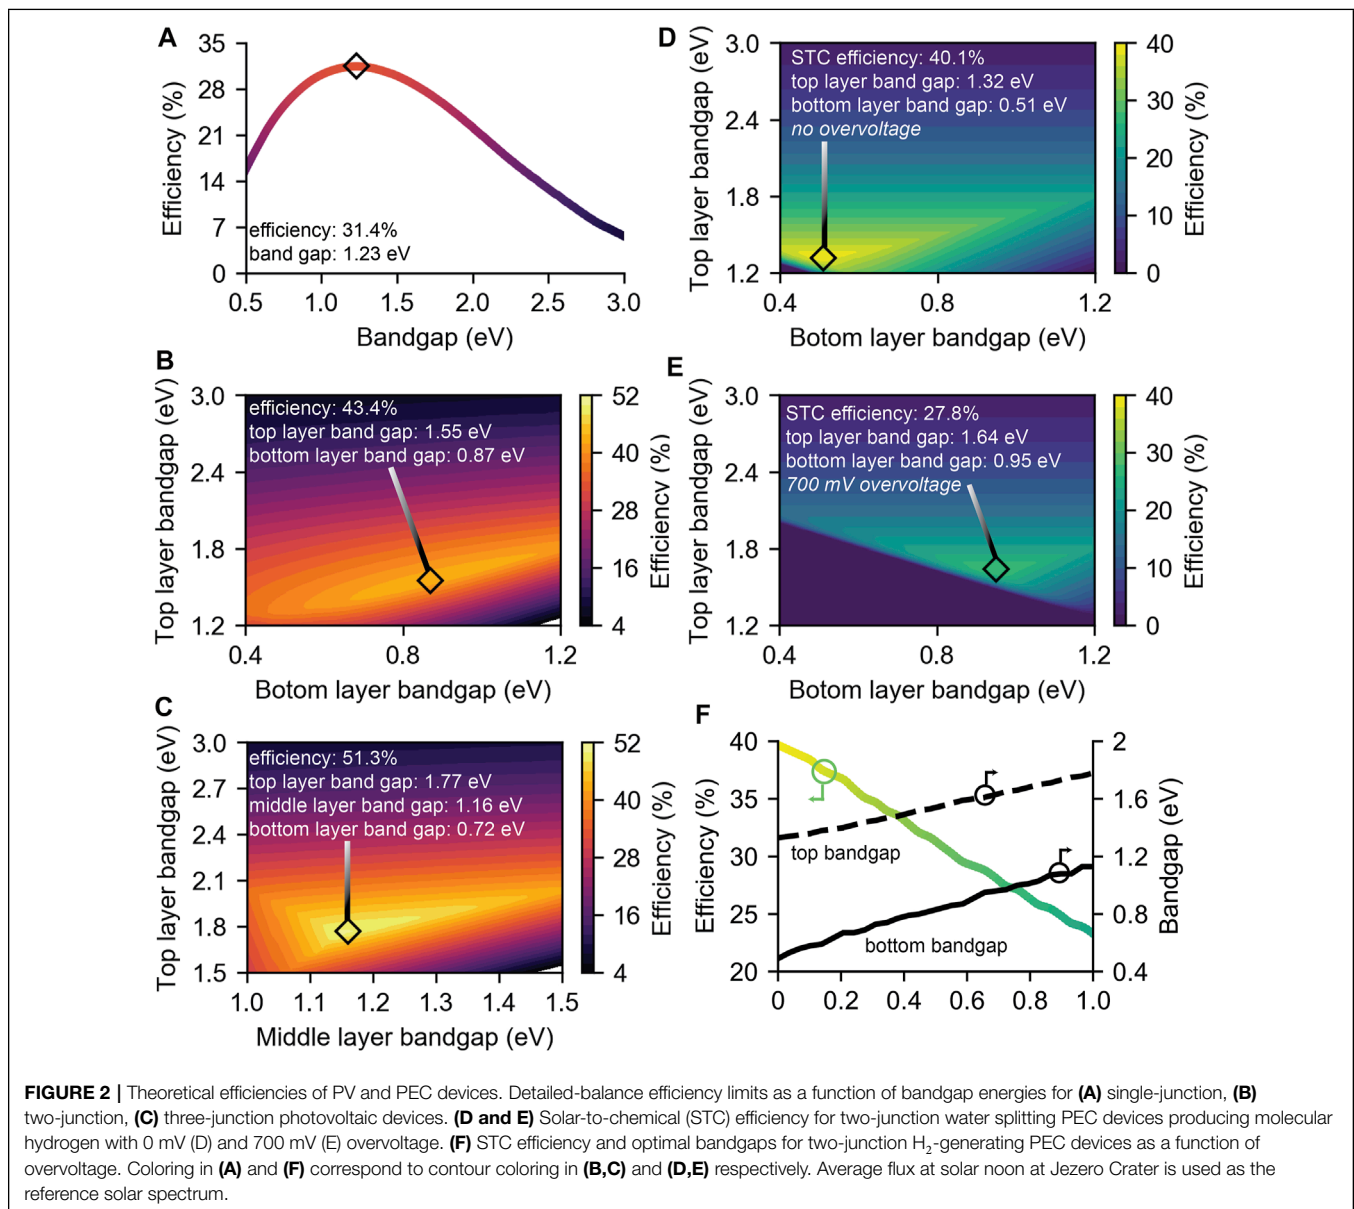 A
35
28
21
14
7
0
Efficiency (%)
efficiency: 31.4%
band gap: 1.23 eV
0.5 1.0 1.5 2.0 2.5 3.0
Bandgap (eV)
D
3.0
2.4
1.8
1.2
Top layer bandgap (eV)
STC efficiency: 40.1%
top layer band gap: 1.32 eV
bottom layer band gap: 0.51 eV
no overvoltage
0.4 0.8 1.2
Botom layer bandgap (eV)
40
30
20
10
0
Efficiency (%)
B
3.0
2.4
1.8
1.2
Top layer bandgap (eV)
efficiency: 43.4%
top layer band gap: 1.55 eV
bottom layer band gap: 0.87 eV
0.4 0.8 1.2
Botom layer bandgap (eV)
52
40
28
16
4
Efficiency (%)
E
3.0
2.4
1.8
1.2
Top layer bandgap (eV)
STC efficiency: 27.8%
top layer band gap: 1.64 eV
bottom layer band gap: 0.95 eV
700 mV overvoltage
0.4 0.8 1.2
Botom layer bandgap (eV)
40
30
20
10
0
Efficiency (%)
C
3.0
2.7
2.4
2.1
1.8
1.5
Top layer bandgap (eV)
efficiency: 51.3%
top layer band gap: 1.77 eV
middle layer band gap: 1.16 eV
bottom layer band gap: 0.72 eV
1.0 1.1 1.2 1.3 1.4 1.5
Middle layer bandgap (eV)
52
40
28
16
4
Efficiency (%)
F
40
35
30
25
20
Efficiency (%)
top bandgap
bottom bandgap
0 0.2 0.4 0.6 0.8 1.0
2
1.6
1.2
0.8
0.4
Bandgap (eV)
FIGURE 2 | Theoretical efficiencies of PV and PEC devices. Detailed-balance efficiency limits as a function of bandgap energies for (A) single-junction, (B)
two-junction, (C) three-junction photovoltaic devices. (D and E) Solar-to-chemical (STC) efficiency for two-junction water splitting PEC devices producing molecular
hydrogen with 0 mV (D) and 700 mV (E) overvoltage. (F) STC efficiency and optimal bandgaps for two-junction H₂-generating PEC devices as a function of
overvoltage. Coloring in (A) and (F) correspond to contour coloring in (B,C) and (D,E) respectively. Average flux at solar noon at Jezero Crater is used as the
reference solar spectrum.